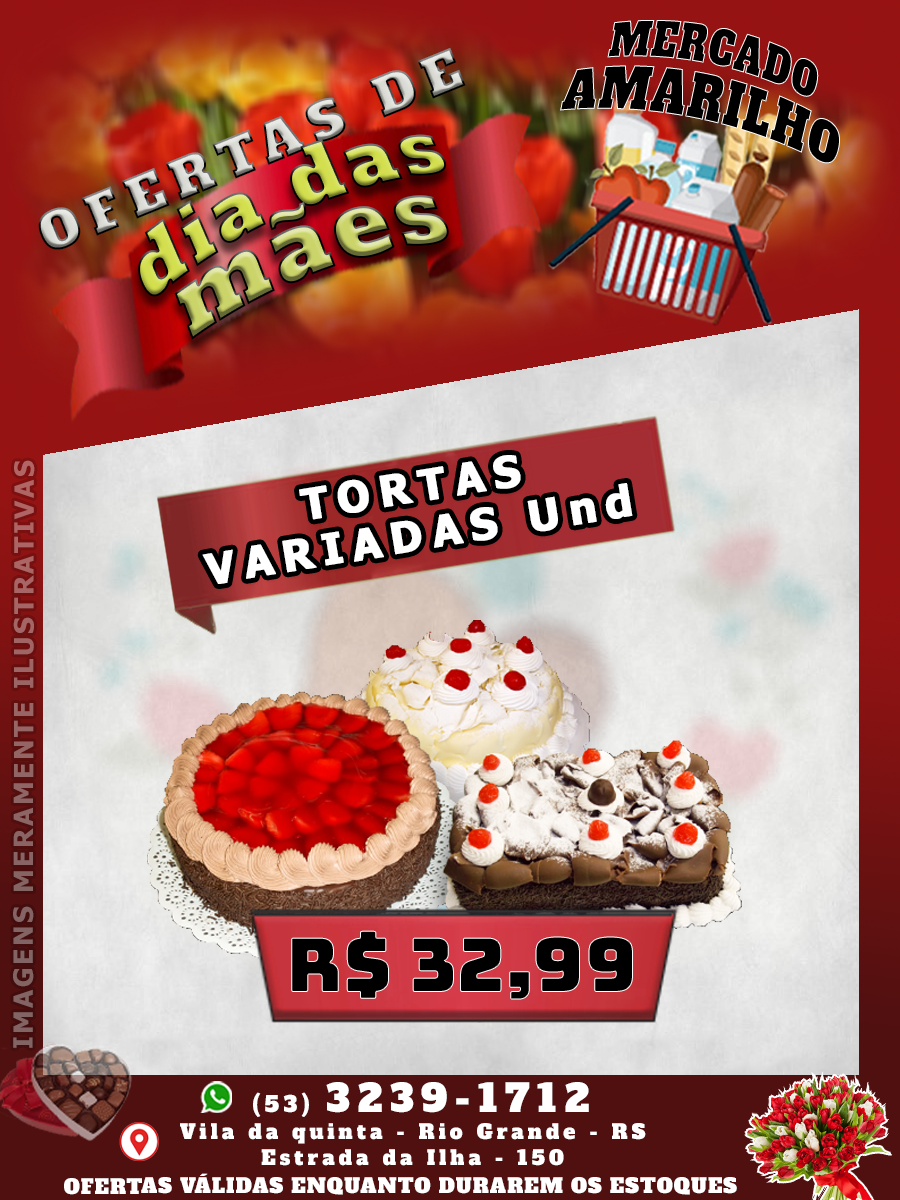 MERCADO
AMARILHO
OFERTAS DE
dia das
mães
TORTAS
VARIADAS Und
IMAGENS MERAMENTE ILUSTRATIVAS
R$ 32,99
(53) 3239-1712
Vila da quinta - Rio Grande - RS
Estrada da Ilha - 150
OFERTAS VÁLIDAS ENQUANTO DURAREM OS ESTOQUES